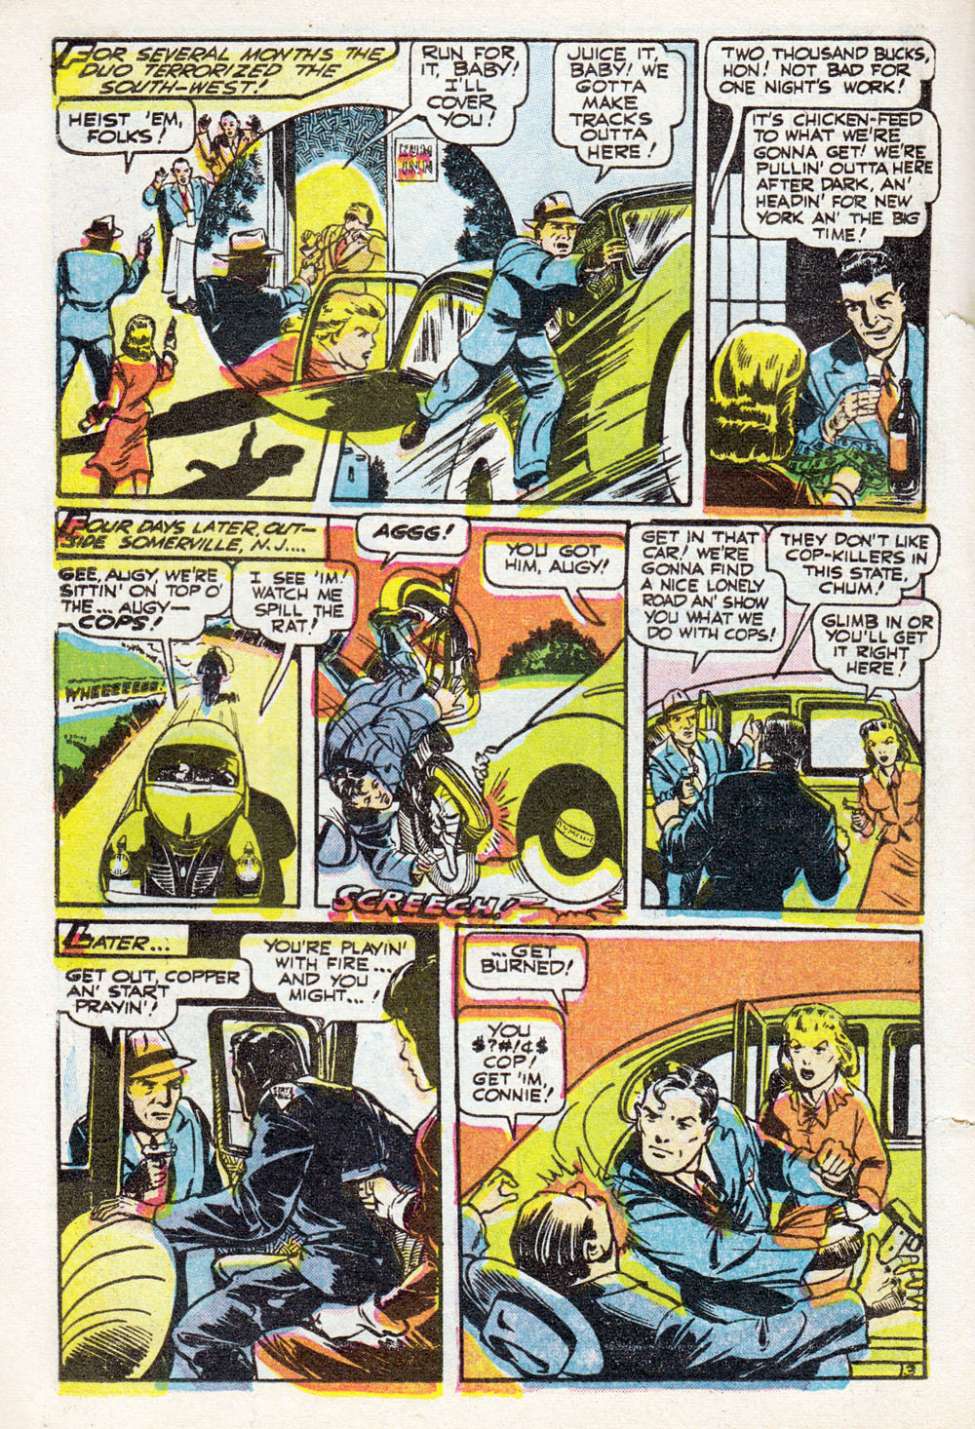 FOR SEVERAL MONTHS THE
DUO TERRORIZED THE
SOUTH-WEST!
HEIST 'EM,
FOLKS!
RUN FOR
IT, BABY!
I'LL
COVER
YOU!
JUICE IT,
BABY! WE
GOTTA
MAKE
TRACKS
OUTTA
HERE!
TWO THOUSAND BUCKS,
HON! NOT BAD FOR
ONE NIGHT'S WORK!
IT'S CHICKEN-FEED
TO WHAT WE'RE
GONNA GET! WE'RE
PULLIN' OUTTA HERE
AFTER DARK, AN'
HEADIN' FOR NEW
YORK AN' THE BIG
TIME!
FOUR DAYS LATER, OUT-
SIDE SOMERVILLE, N.J....
GEE, AUGY, WE'RE
SITTIN' ON TOP O'
THE... AUGY—
COPS!
I SEE 'IM!
WATCH ME
SPILL THE
RAT!
WHEEEEEEE
AGGG!
YOU GOT
HIM, AUGY!
SCREECH!
GET IN THAT
CAR! WE'RE
GONNA FIND
A NICE LONELY
ROAD AN' SHOW
YOU WHAT WE
DO WITH COPS!
THEY DON'T LIKE
COP-KILLERS IN
THIS STATE,
CHUM!
GLIMB IN OR
YOU'LL GET
IT RIGHT
HERE!
LATER...
GET OUT, COPPER
AN' START
PRAYIN'!
YOU'RE PLAYIN'
WITH FIRE...
AND YOU
MIGHT...!
STATE
...GET
BURNED!
YOU
$?#/¢$
COP!
GET 'IM,
CONNIE!
13